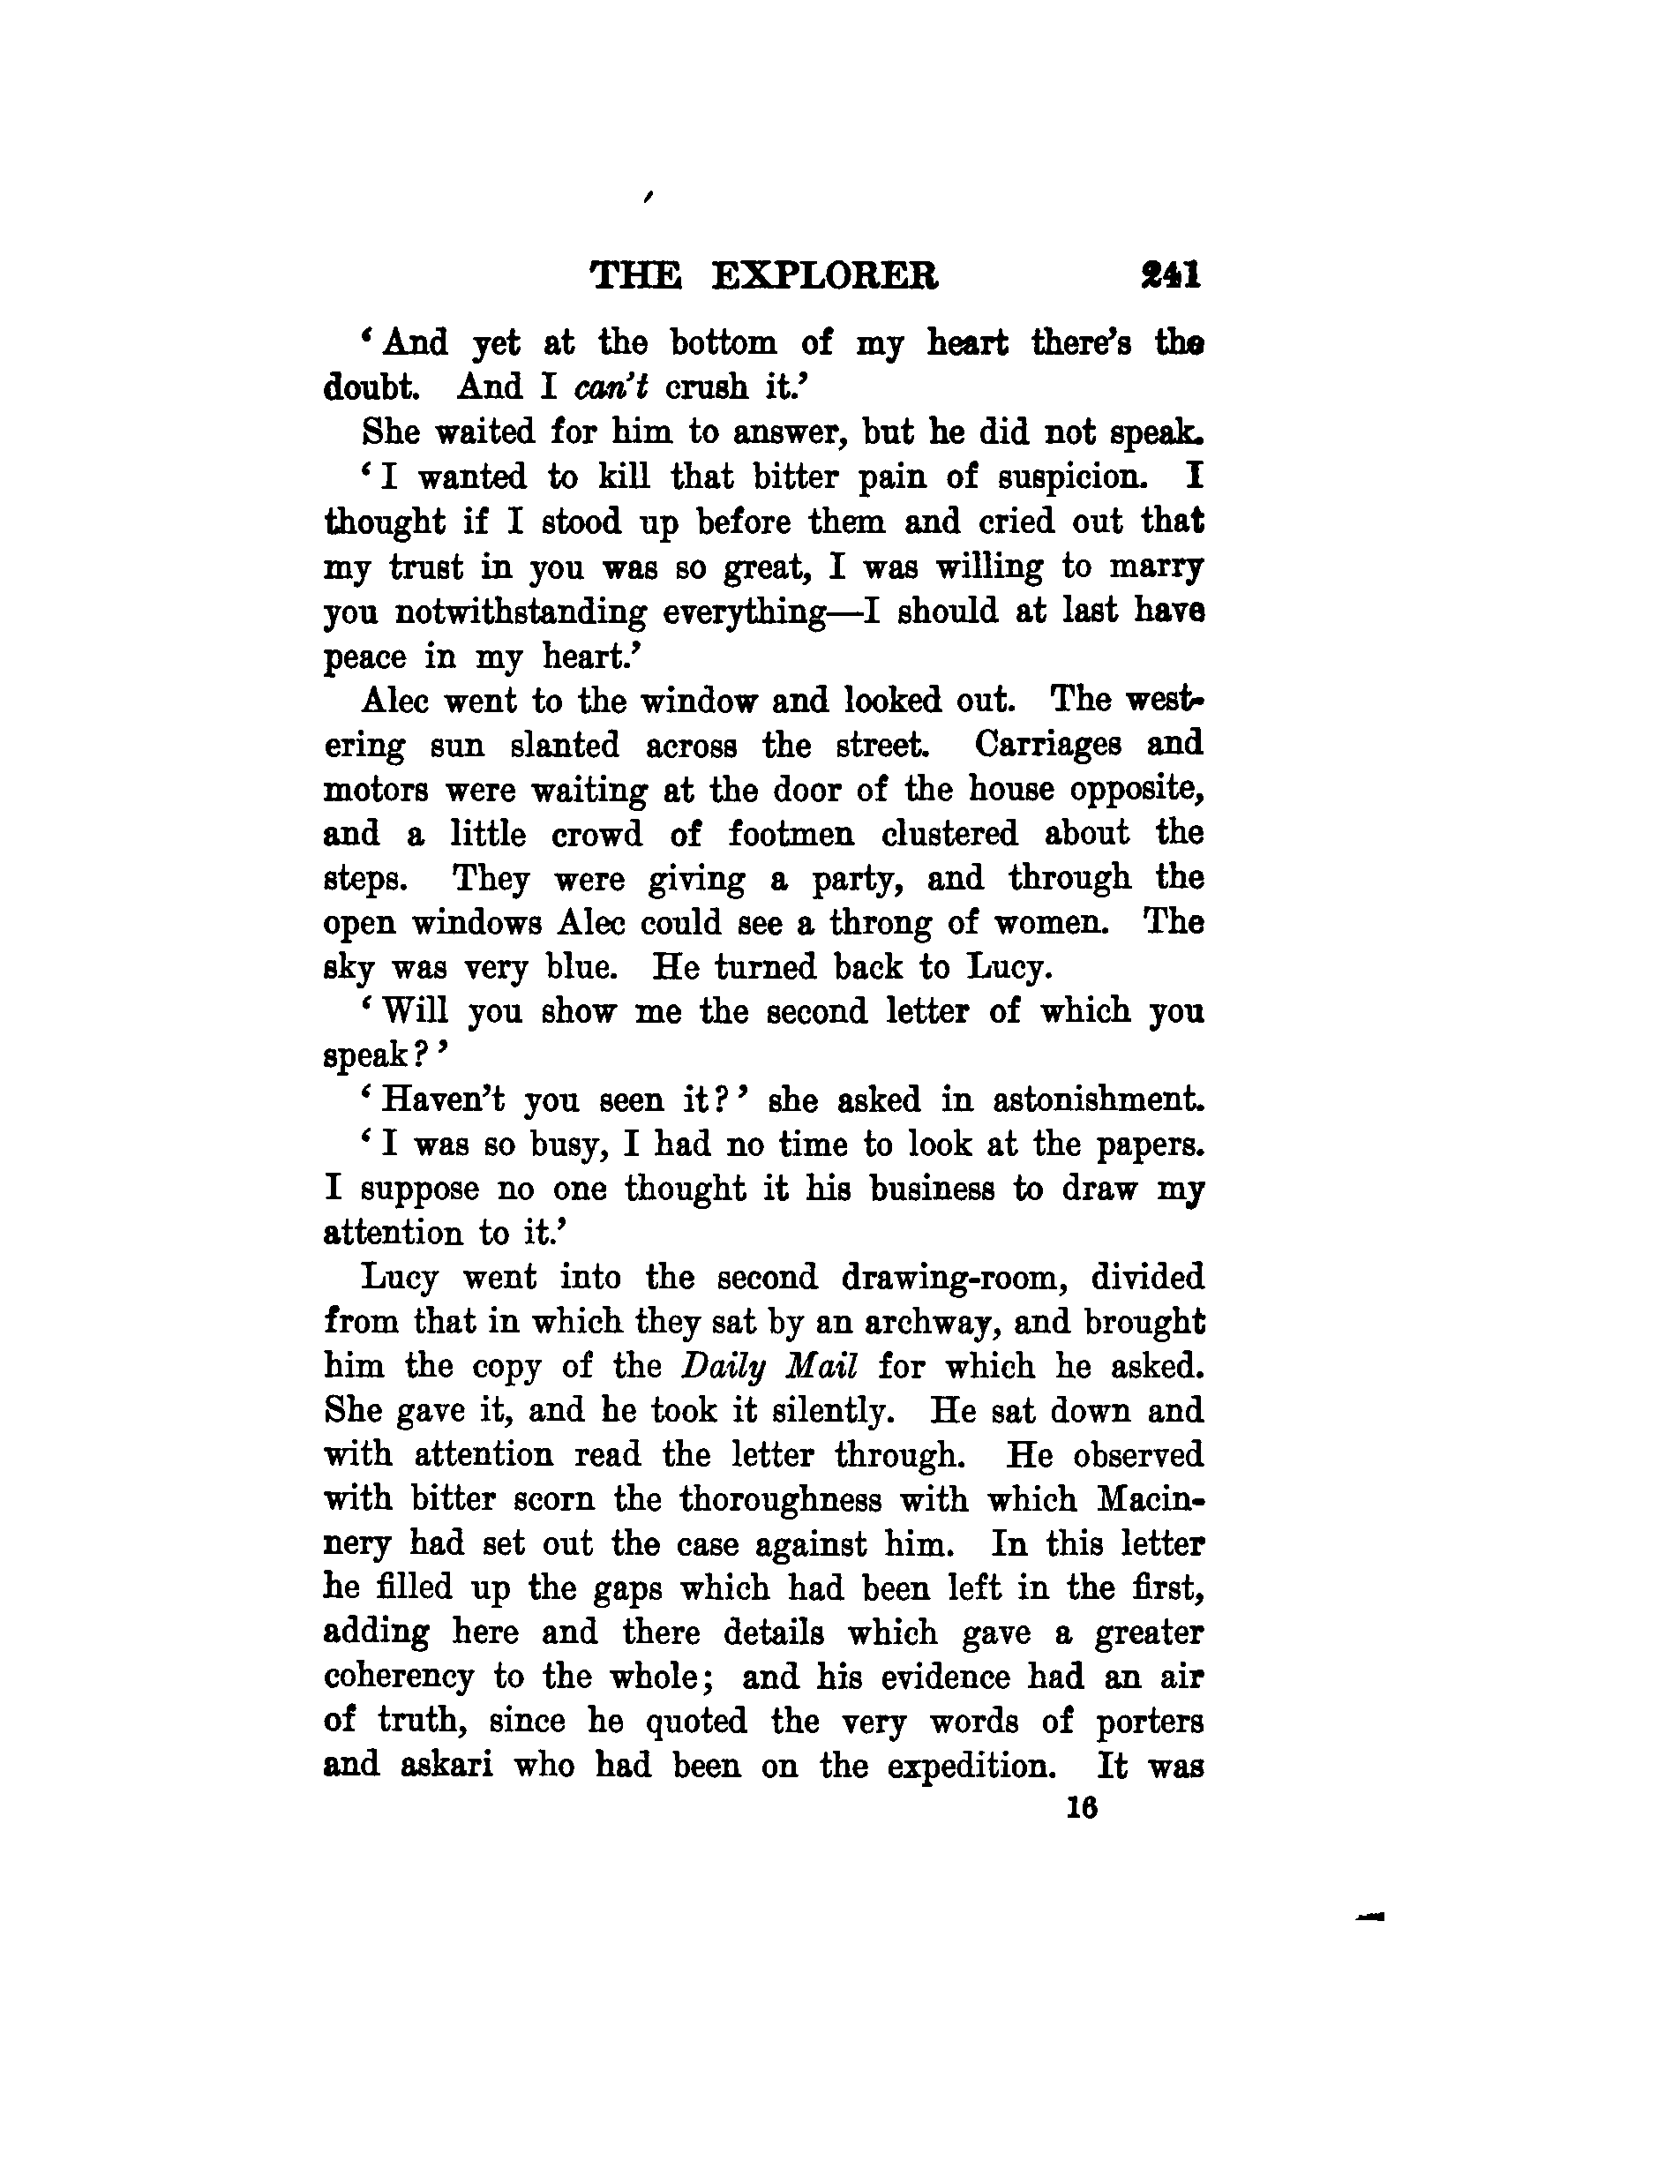 THE EXPLORER 241
‘And yet at the bottom of my heart there’s the
doubt. And I can’t crush it.’
She waited for him to answer, but he did not speak.
‘I wanted to kill that bitter pain of suspicion. I
thought if I stood up before them and cried out that
my trust in you was so great, I was willing to marry
you notwithstanding everything—I should at last have
peace in my heart.’
Alec went to the window and looked out. The west-
ering sun slanted across the street. Carriages and
motors were waiting at the door of the house opposite,
and a little crowd of footmen clustered about the
steps. They were giving a party, and through the
open windows Alec could see a throng of women. The
sky was very blue. He turned back to Lucy.
‘Will you show me the second letter of which you
speak?’
‘Haven’t you seen it?’ she asked in astonishment.
‘I was so busy, I had no time to look at the papers.
I suppose no one thought it his business to draw my
attention to it.’
Lucy went into the second drawing-room, divided
from that in which they sat by an archway, and brought
him the copy of the Daily Mail for which he asked.
She gave it, and he took it silently. He sat down and
with attention read the letter through. He observed
with bitter scorn the thoroughness with which Macin-
nery had set out the case against him. In this letter
he filled up the gaps which had been left in the first,
adding here and there details which gave a greater
coherency to the whole; and his evidence had an air
of truth, since he quoted the very words of porters
and askari who had been on the expedition. It was
16